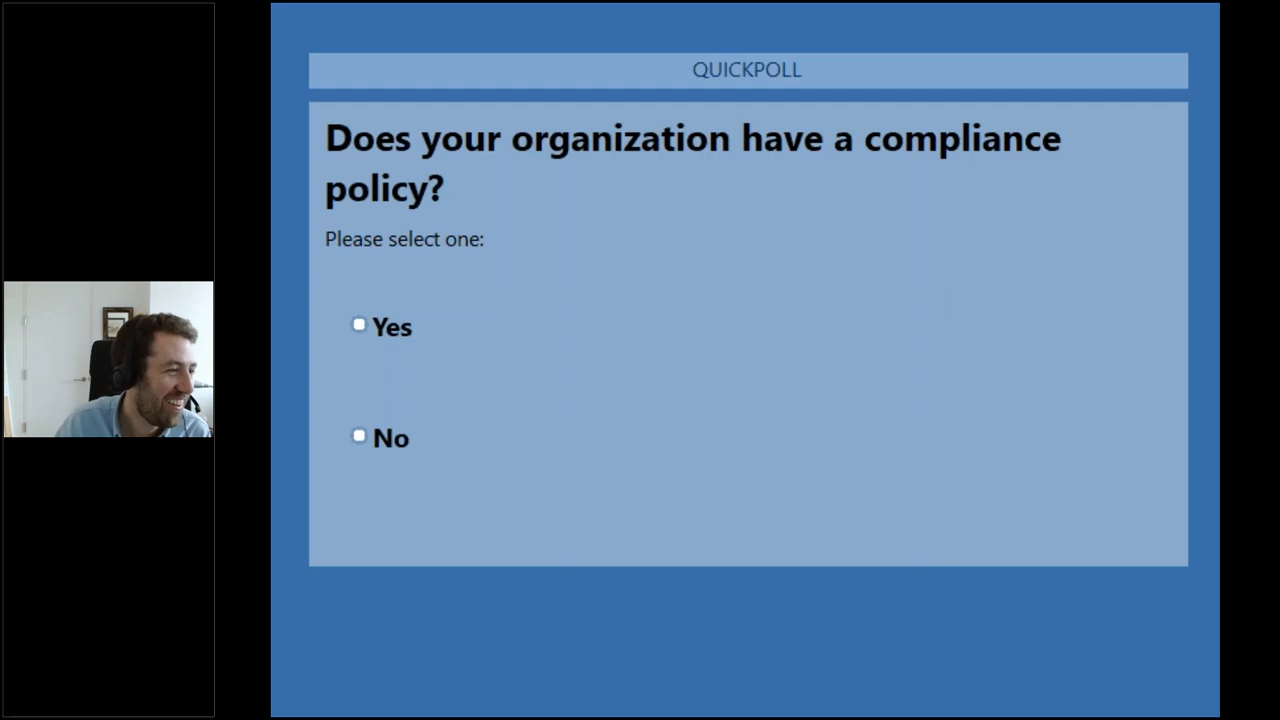 QUICKPOLL
Does your organization have a compliance
policy?
Please select one:
Yes
No